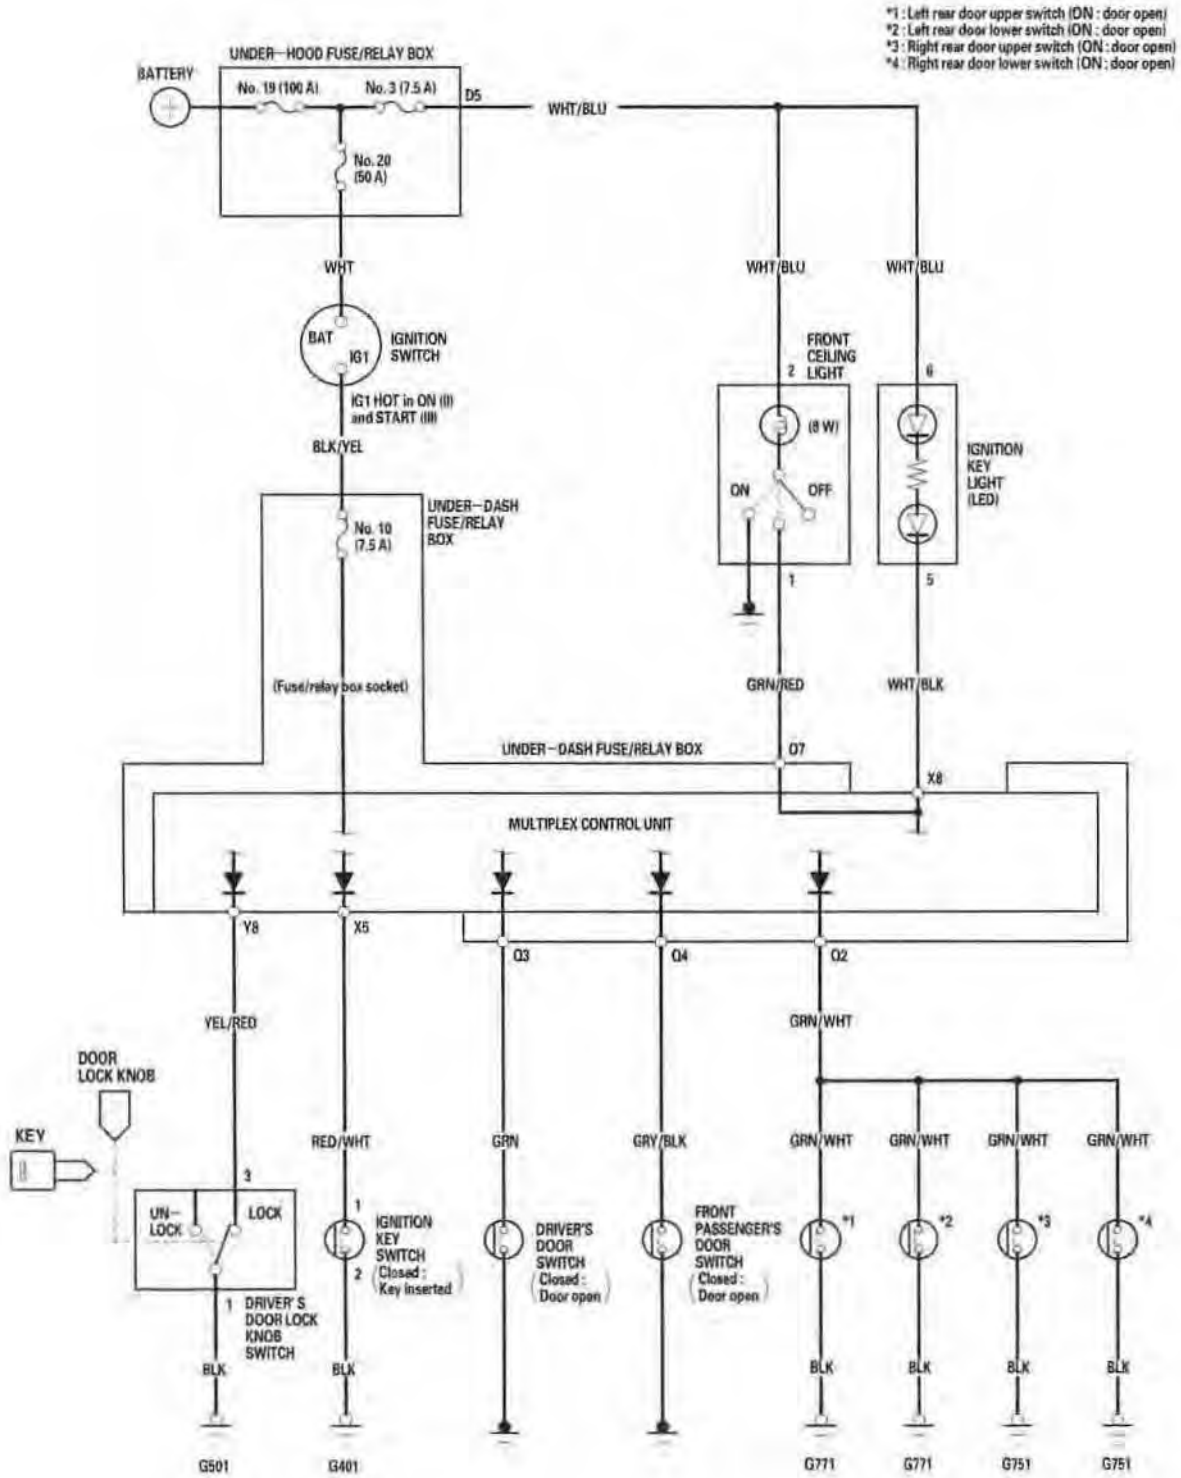 *1 : Left rear door upper switch (ON : door open)
*2 : Left rear door lower switch (ON : door open)
*3 : Right rear door upper switch (ON : door open)
*4 : Right rear door lower switch (ON : door open)
UNDER-HOOD FUSE/RELAY BOX
BATTERY
No. 19 (100 A)
No. 3 (7.5 A)
D5
WHT/BLU
No. 20
(50 A)
WHT
WHT/BLU
WHT/BLU
BAT
IG1
IGNITION
SWITCH
FRONT
CEILING
LIGHT
2
6
IG1 HOT in ON (II)
and START (III)
(8 W)
BLK/YEL
IGNITION
KEY
LIGHT
(LED)
ON
OFF
UNDER-DASH
FUSE/RELAY
BOX
No. 10
(7.5 A)
1
5
(Fuse/relay box socket)
GRN/RED
WHT/BLK
UNDER-DASH FUSE/RELAY BOX
Q7
X8
MULTIPLEX CONTROL UNIT
Y8
X5
Q3
Q4
Q2
YEL/RED
GRN/WHT
DOOR
LOCK KNOB
KEY
RED/WHT
GRN
GRY/BLK
GRN/WHT
GRN/WHT
GRN/WHT
GRN/WHT
3
UN-
LOCK
LOCK
1
IGNITION
KEY
SWITCH
(Closed :
Key inserted)
2
DRIVER'S
DOOR
SWITCH
(Closed :
Door open)
FRONT
PASSENGER'S
DOOR
SWITCH
(Closed :
Door open)
*1
*2
*3
*4
1
DRIVER'S
DOOR LOCK
KNOB
SWITCH
BLK
BLK
BLK
BLK
BLK
BLK
G501
G401
G771
G771
G751
G751